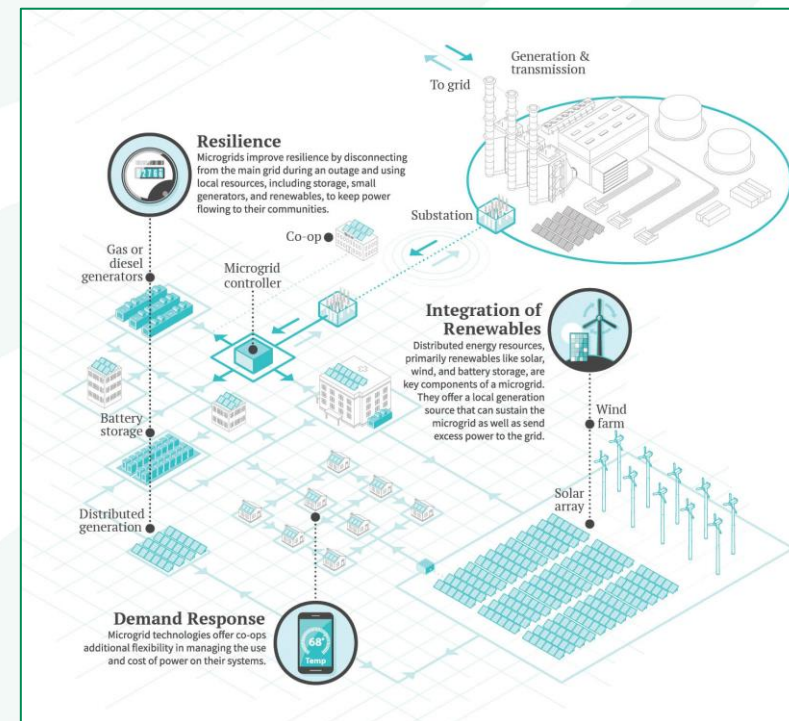 Generation &
transmission
To grid
Resilience
Microgrids improve resilience by disconnecting
from the main grid during an outage and using
local resources, including storage, small
generators, and renewables, to keep power
flowing to their communities.
Substation
Co-op
Gas or
diesel
generators
Microgrid
controller
Integration of
Renewables
Distributed energy resources,
primarily renewables like solar,
wind, and battery storage, are
key components of a microgrid.
They offer a local generation
source that can sustain the
microgrid as well as send
excess power to the grid.
Battery
storage
Wind
farm
Solar
array
Distributed
generation
Demand Response
Microgrid technologies offer co-ops
additional flexibility in managing the use
and cost of power on their systems.
68°
Temp